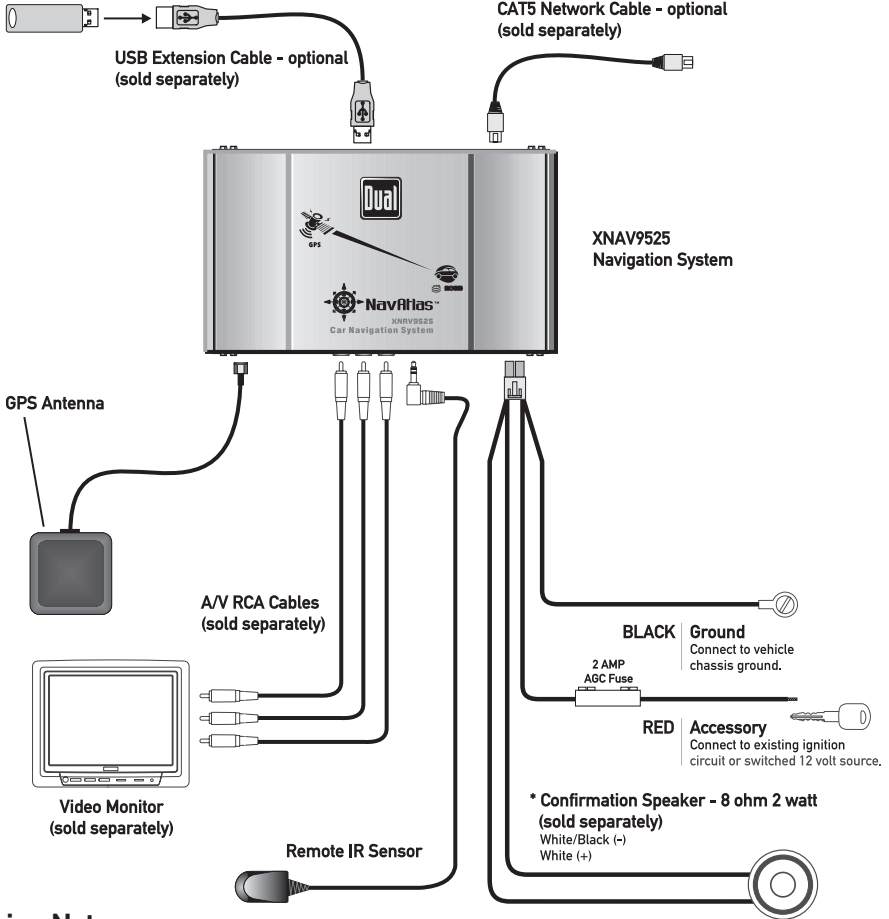 CAT5 Network Cable - optional
(sold separately)
USB Extension Cable - optional
(sold separately)
Dual
GPS
XNAV9525
Navigation System
NavAtlas™
XNAV9525
Car Navigation System
GPS Antenna
A/V RCA Cables
(sold separately)
BLACK Ground
Connect to vehicle
chassis ground.
2 AMP
AGC Fuse
RED Accessory
Connect to existing ignition
circuit or switched 12 volt source.
* Confirmation Speaker - 8 ohm 2 watt
(sold separately)
White/Black (-)
White (+)
Video Monitor
(sold separately)
Remote IR Sensor